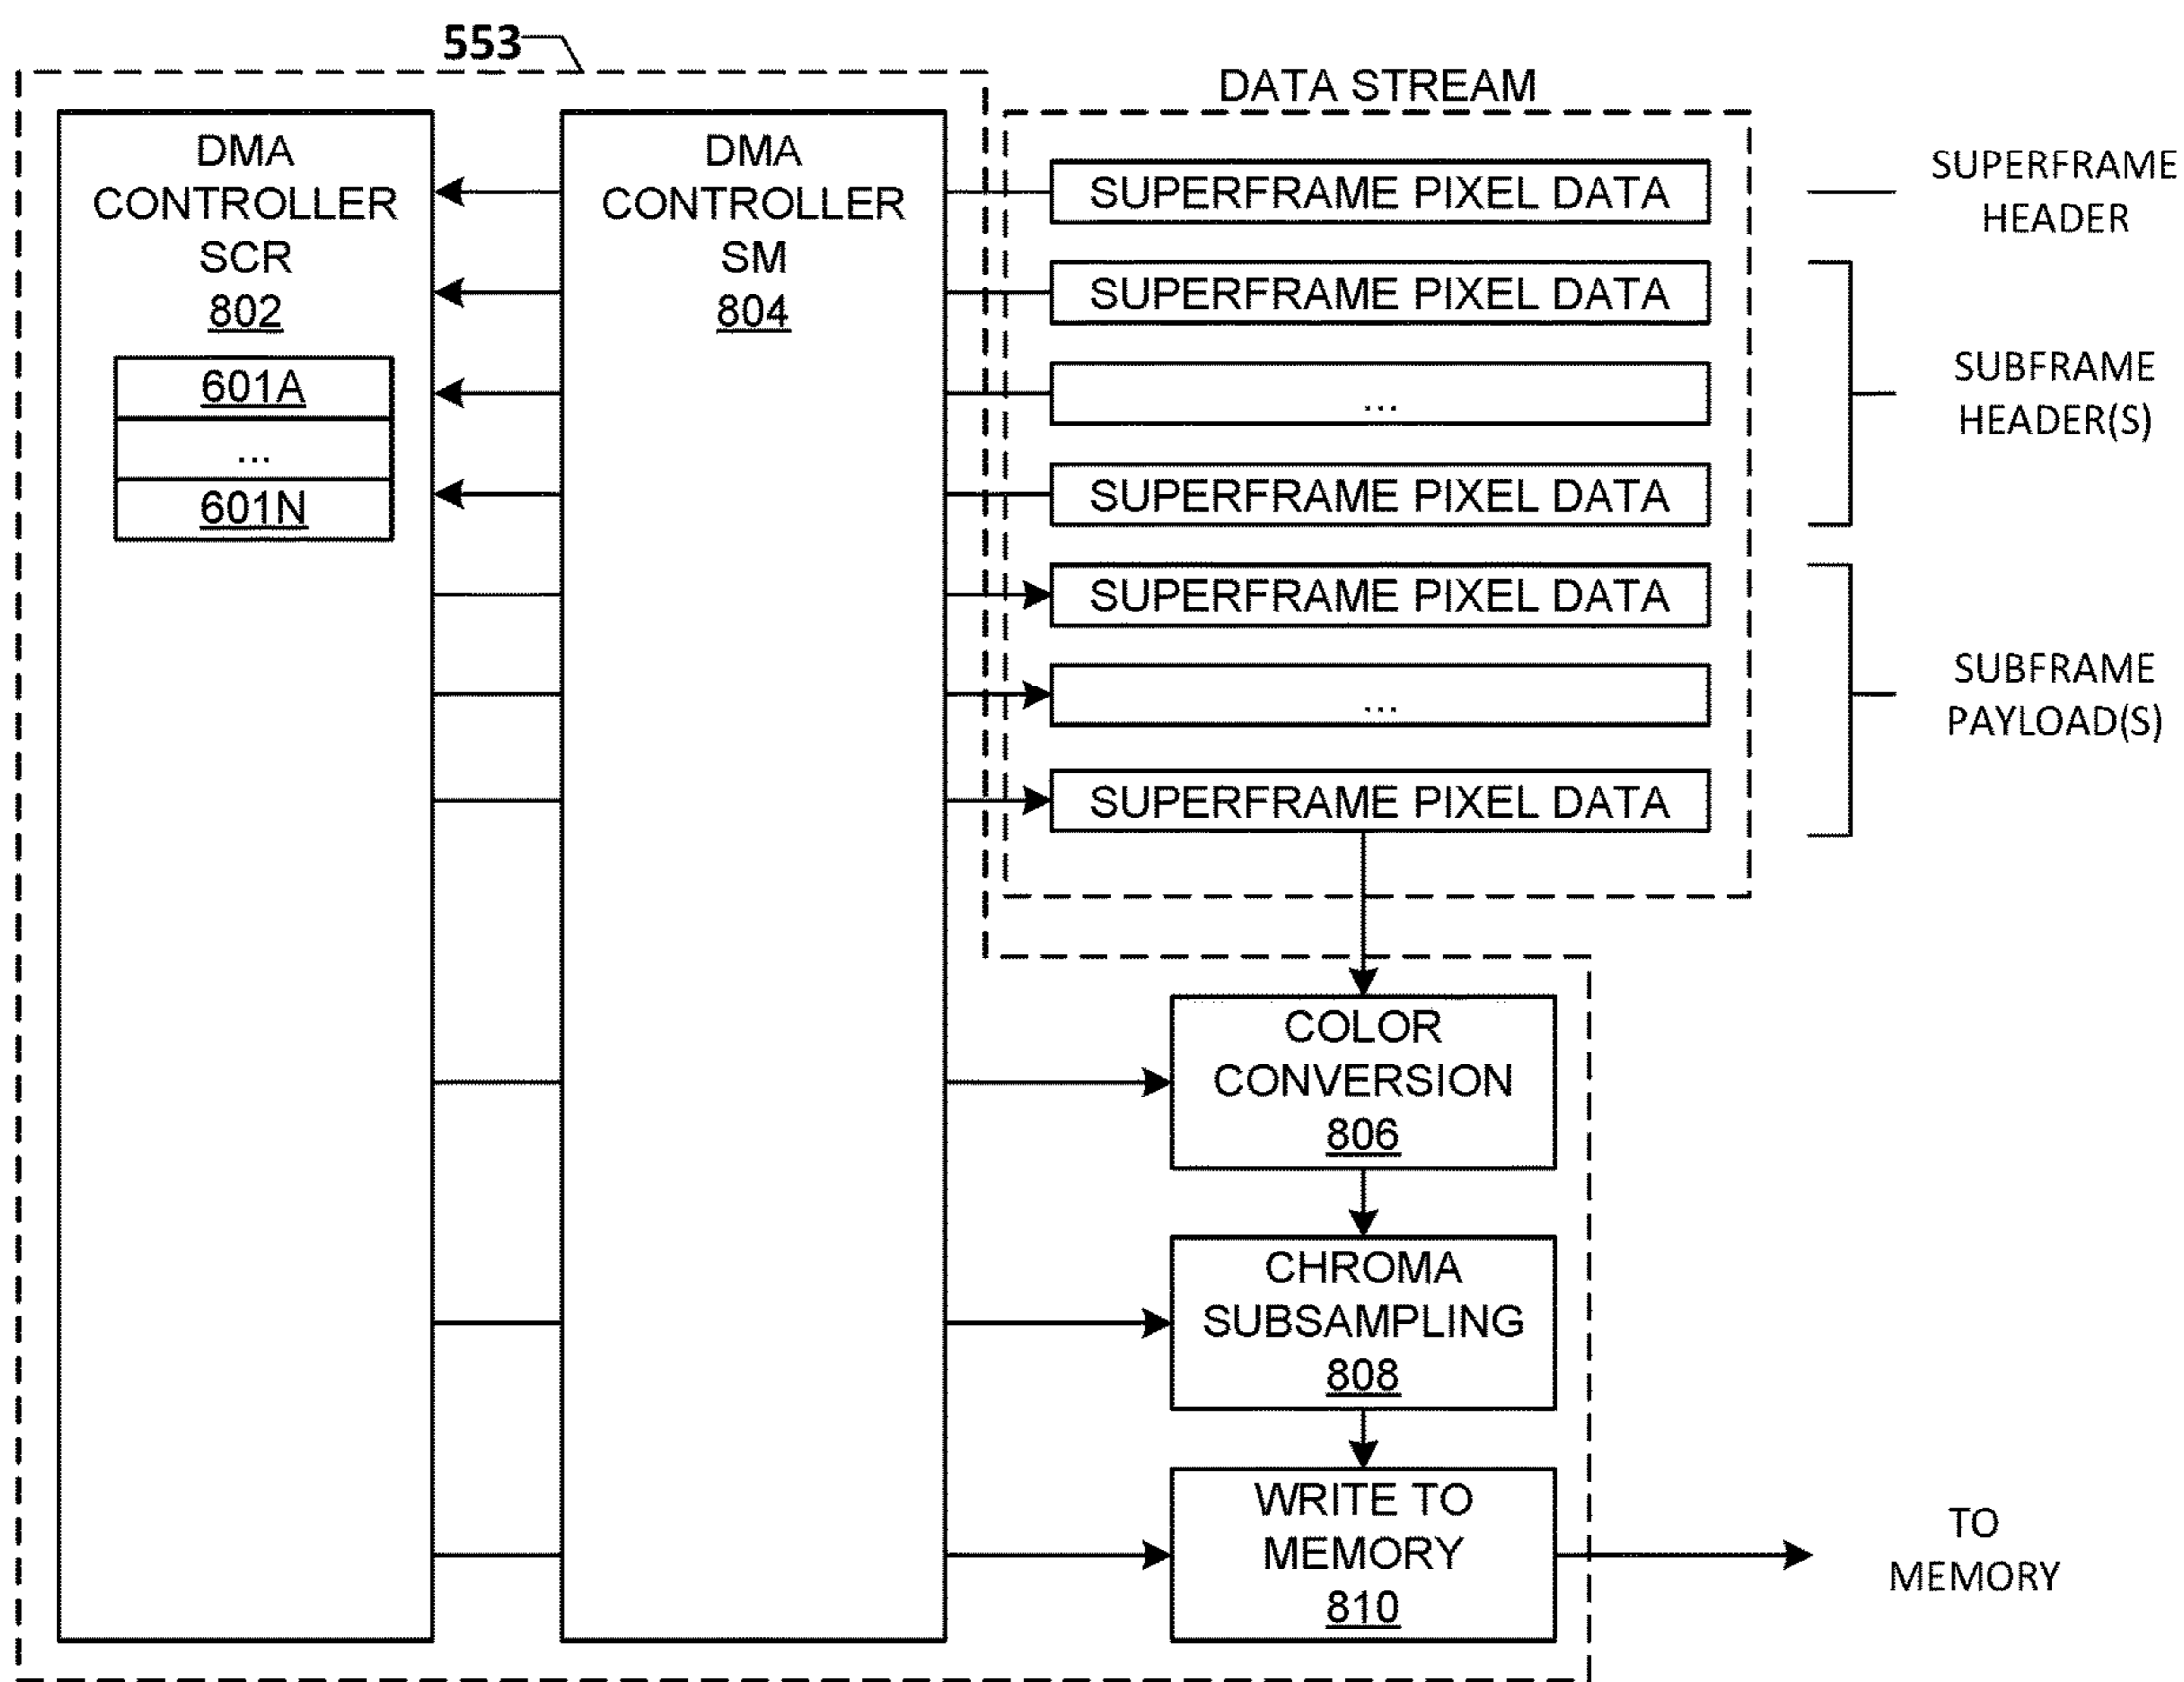 553
DMA
CONTROLLER
SCR
802
601A
...
601N
DMA
CONTROLLER
SM
804
DATA STREAM
SUPERFRAME PIXEL DATA
SUPERFRAME PIXEL DATA
...
SUPERFRAME PIXEL DATA
SUPERFRAME PIXEL DATA
...
SUPERFRAME PIXEL DATA
SUPERFRAME
HEADER
SUBFRAME
HEADER(S)
SUBFRAME
PAYLOAD(S)
COLOR
CONVERSION
806
CHROMA
SUBSAMPLING
808
WRITE TO
MEMORY
810
TO
MEMORY